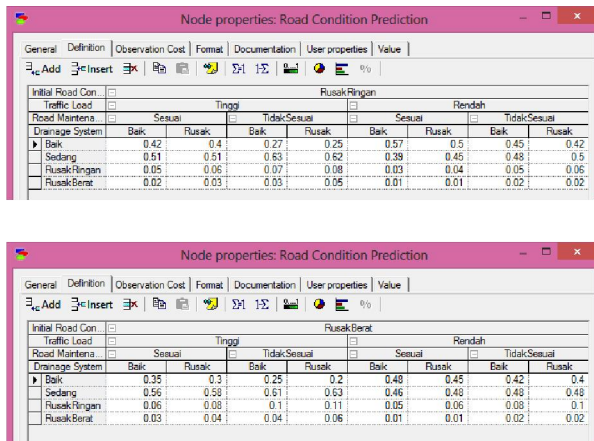 Node properties: Road Condition Prediction
General Definition Observation Cost Format Documentation User properties Value
Add Insert Σ-1 1-Σ %
Initial Road Con... RusakRingan
Traffic Load Tinggi Rendah
Road Maintena... Sesuai TidakSesuai Sesuai TidakSesuai
Drainage System Baik Rusak Baik Rusak Baik Rusak Baik Rusak
Baik 0.42 0.4 0.27 0.25 0.57 0.5 0.45 0.42
Sedang 0.51 0.51 0.63 0.62 0.39 0.45 0.48 0.5
RusakRingan 0.05 0.06 0.07 0.08 0.03 0.04 0.05 0.06
RusakBerat 0.02 0.03 0.03 0.05 0.01 0.01 0.02 0.02
Node properties: Road Condition Prediction
General Definition Observation Cost Format Documentation User properties Value
Add Insert Σ-1 1-Σ %
Initial Road Con... RusakBerat
Traffic Load Tinggi Rendah
Road Maintena... Sesuai TidakSesuai Sesuai TidakSesuai
Drainage System Baik Rusak Baik Rusak Baik Rusak Baik Rusak
Baik 0.35 0.3 0.25 0.2 0.48 0.45 0.42 0.4
Sedang 0.56 0.58 0.61 0.63 0.46 0.48 0.48 0.48
RusakRingan 0.06 0.08 0.1 0.11 0.05 0.06 0.08 0.1
RusakBerat 0.03 0.04 0.04 0.06 0.01 0.01 0.02 0.02